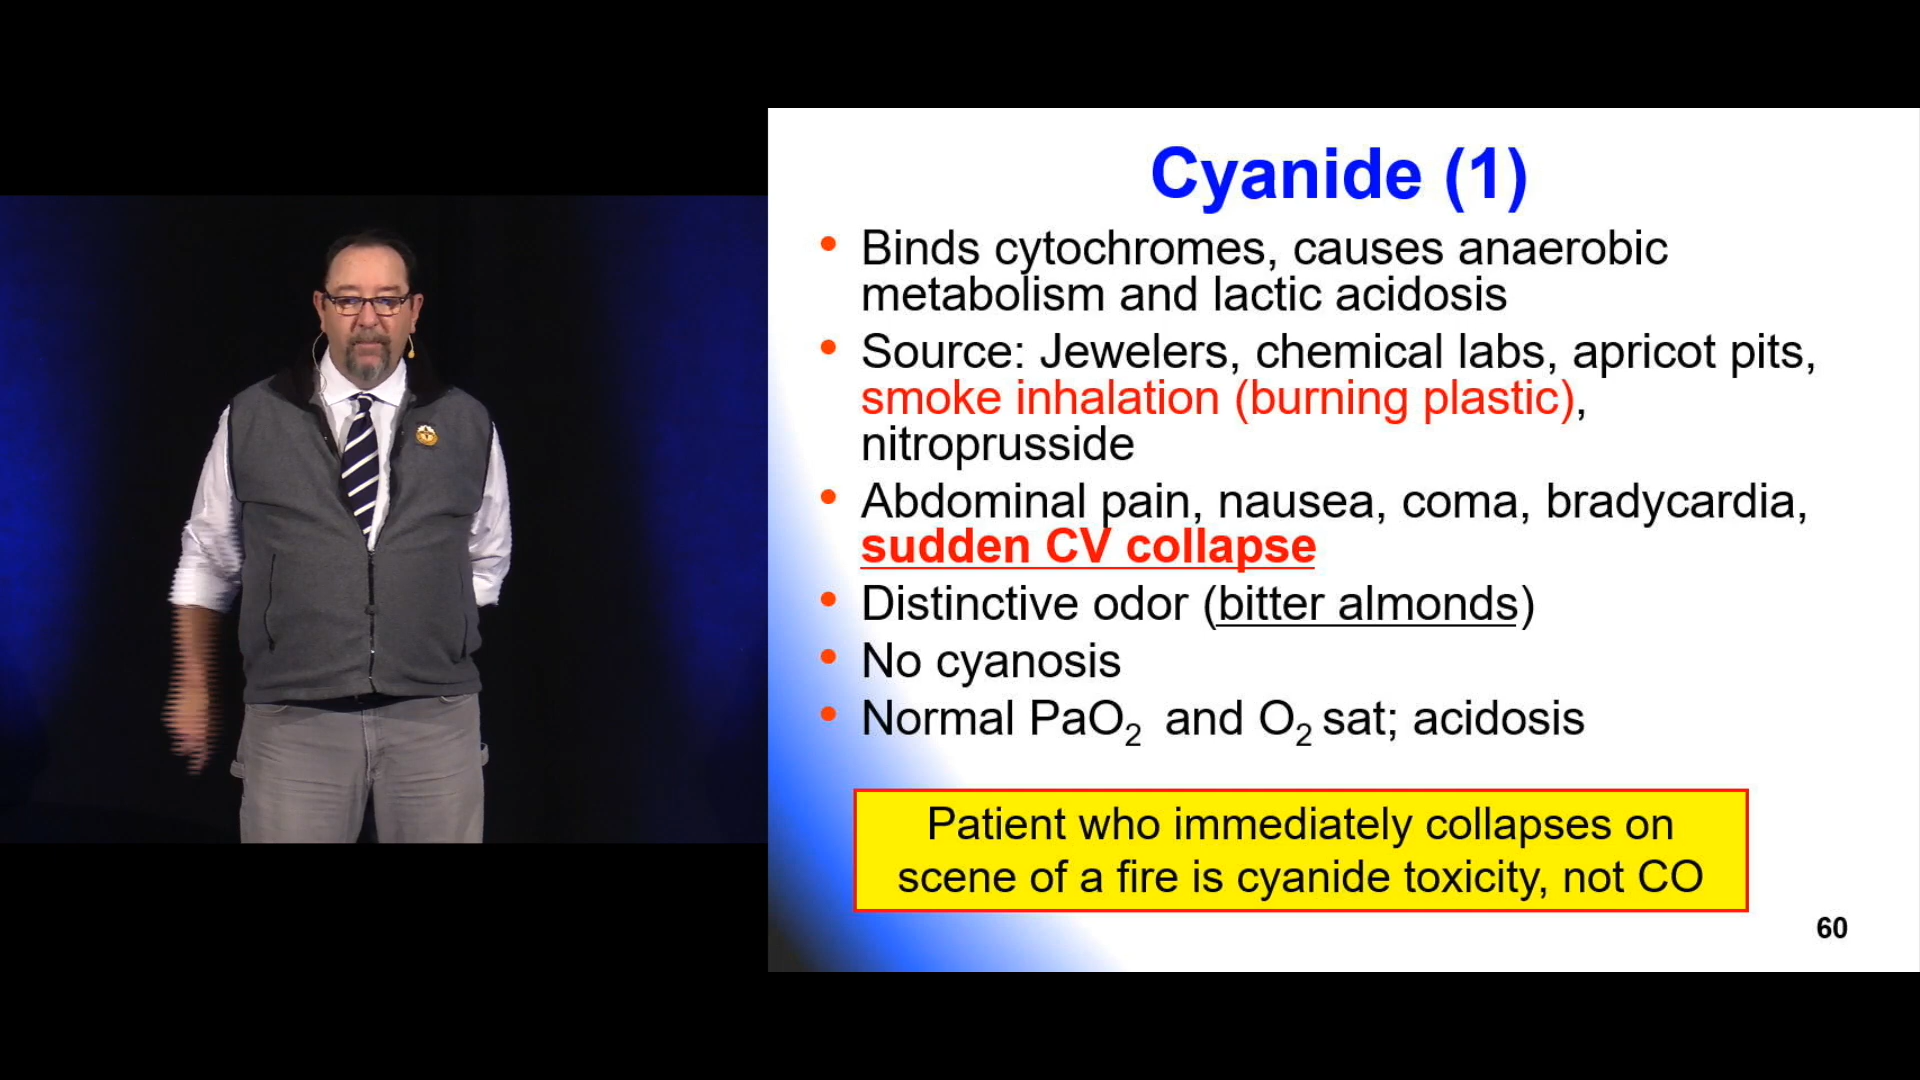 Cyanide (1)
• Binds cytochromes, causes anaerobic
metabolism and lactic acidosis
• Source: Jewelers, chemical labs, apricot pits,
smoke inhalation (burning plastic),
nitroprusside
• Abdominal pain, nausea, coma, bradycardia,
sudden CV collapse
• Distinctive odor (bitter almonds)
• No cyanosis
• Normal PaO₂ and O₂ sat; acidosis
Patient who immediately collapses on
scene of a fire is cyanide toxicity, not CO
60